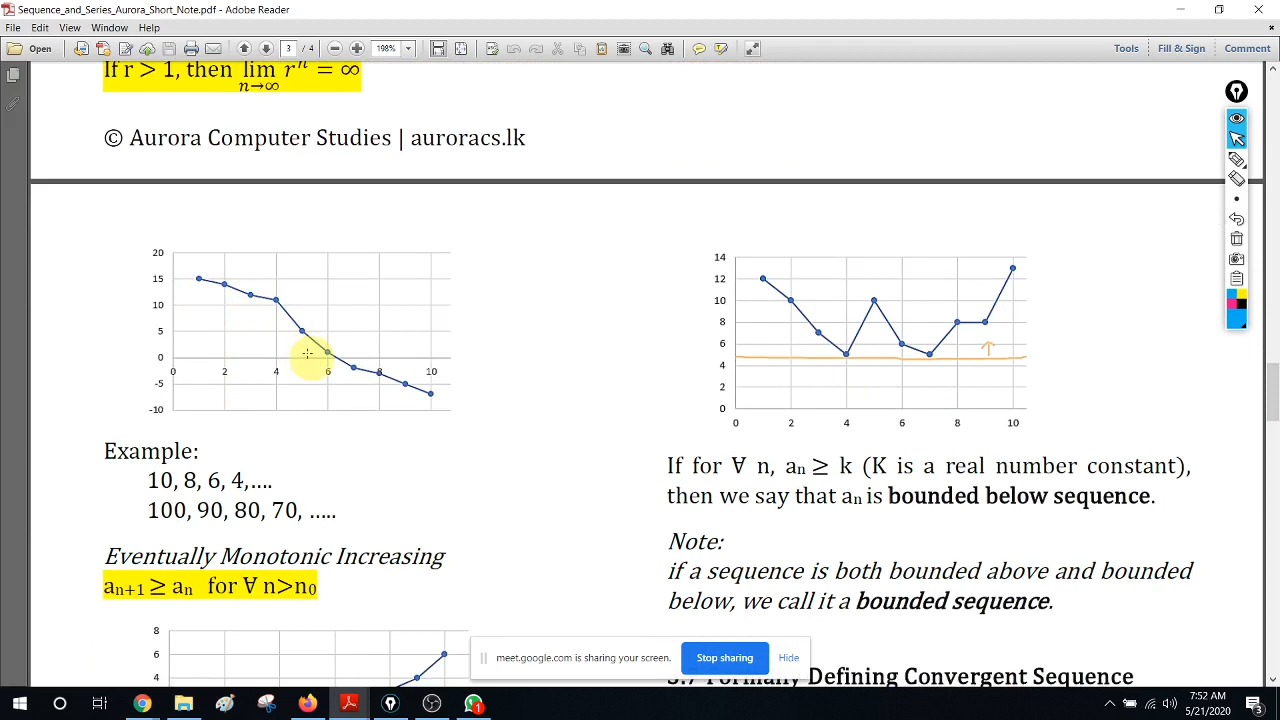 Sequence_and_Series_Aurora_Short_Note.pdf - Adobe Reader
File Edit View Window Help
Open 3 / 4 198% Tools Fill & Sign Comment
If r > 1, then lim rⁿ = ∞
n→∞
© Aurora Computer Studies | auroracs.lk
20
15
10
5
0
-5
-10
0 2 4 6 8 10
Example:
10, 8, 6, 4,....
100, 90, 80, 70, .....
Eventually Monotonic Increasing
aₙ₊₁ ≥ aₙ for ∀ n>n₀
8
6
4
14
12
10
8
6
4
2
0
0 2 4 6 8 10
If for ∀ n, aₙ ≥ k (K is a real number constant),
then we say that aₙ is bounded below sequence.
Note:
if a sequence is both bounded above and bounded
below, we call it a bounded sequence.
3.7 Formally Defining Convergent Sequence
meet.google.com is sharing your screen. Stop sharing Hide
1
7:52 AM
5/21/2020
3